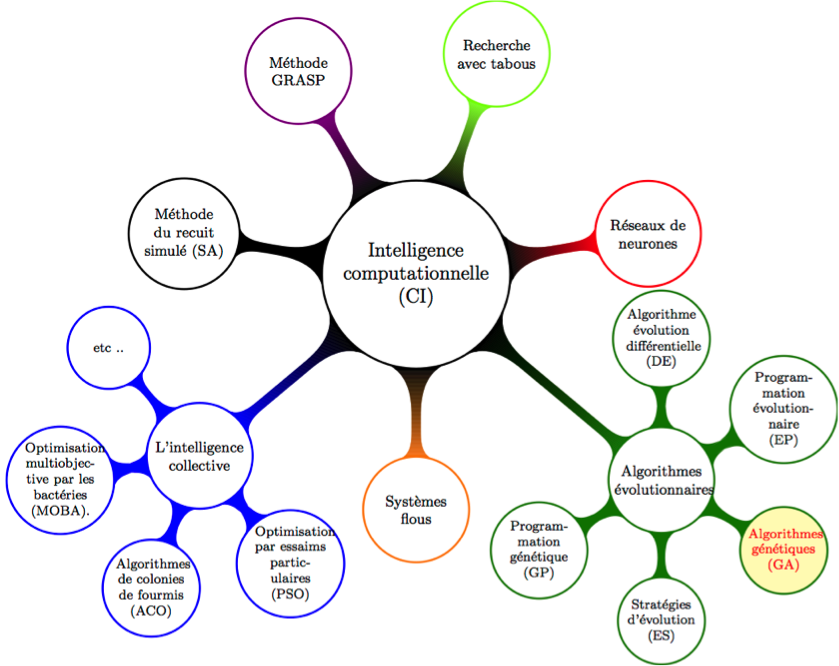 Méthode
GRASP
Recherche
avec tabous
Méthode
du recuit
simulé (SA)
Intelligence
computationnelle
(CI)
Réseaux de
neurones
etc ..
L'intelligence
collective
Optimisation
multiobjec-
tive par les
bactéries
(MOBA).
Algorithmes
de colonies
de fourmis
(ACO)
Optimisation
par essaims
partic-
ulaires
(PSO)
Systèmes
flous
Algorithme
évolution
différentielle
(DE)
Program-
mation
évolution-
naire
(EP)
Algorithmes
évolutionnaires
Program-
mation
génétique
(GP)
Stratégies
d'évolution
(ES)
Algorithmes
génétiques
(GA)